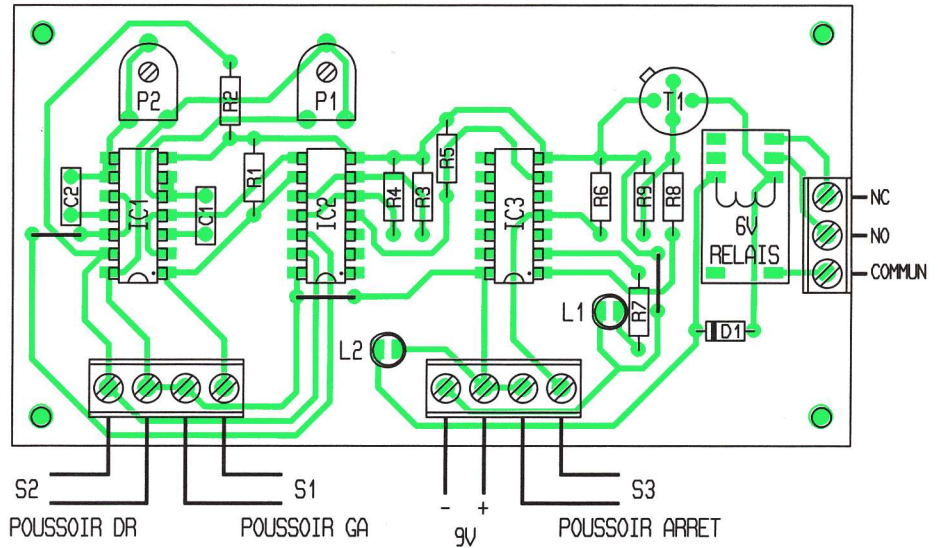 P2
R2
P1
T1
R5
C2
IC1
C1
R1
IC2
R4
R3
IC3
R6
R9
R8
6V
RELAIS
NC
NO
COMMUN
L1
R7
D1
L2
S2
S1
S3
- +
POUSSOIR DR
POUSSOIR GA
9V
POUSSOIR ARRET